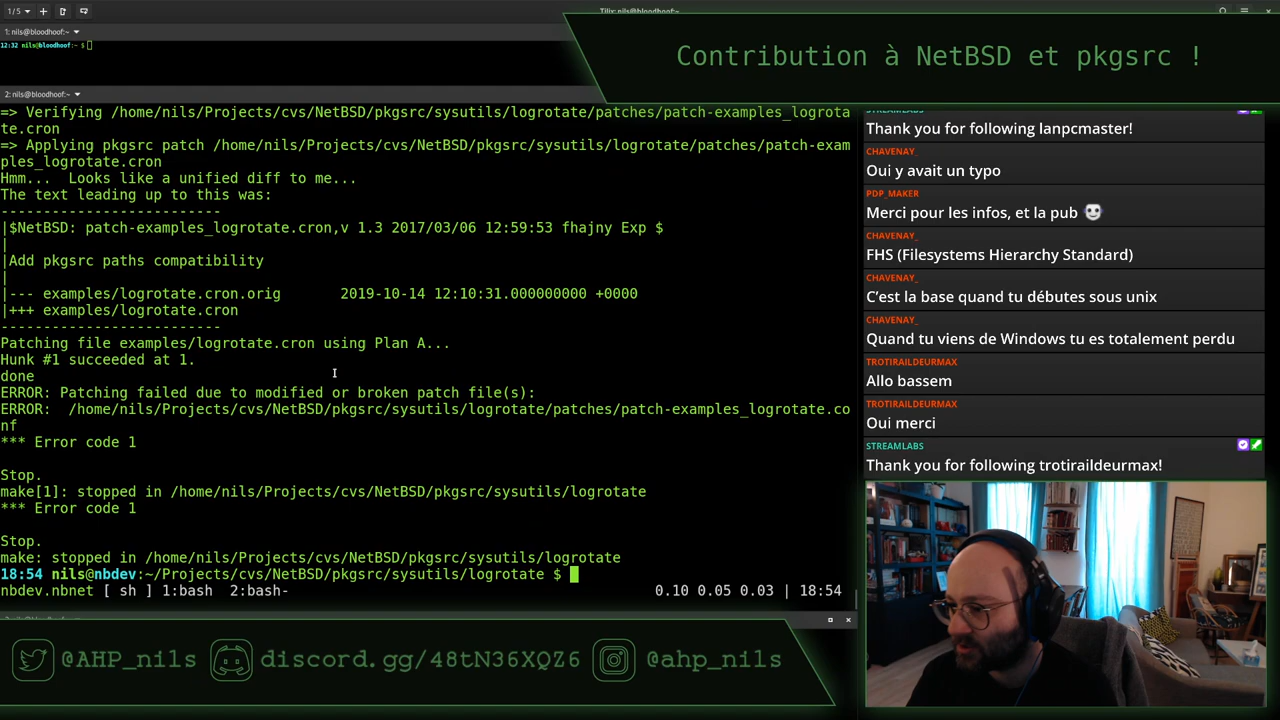 1/5
Tilix: nils@bloodhoof:~
1: nils@bloodhoof:~
12:32 nils@bloodhoof:~ $
Contribution à NetBSD et pkgsrc !
2: nils@bloodhoof:~
=> Verifying /home/nils/Projects/cvs/NetBSD/pkgsrc/sysutils/logrotate/patches/patch-examples_logrota
te.cron
=> Applying pkgsrc patch /home/nils/Projects/cvs/NetBSD/pkgsrc/sysutils/logrotate/patches/patch-exam
ples_logrotate.cron
Hmm...  Looks like a unified diff to me...
The text leading up to this was:
--------------------------
|$NetBSD: patch-examples_logrotate.cron,v 1.3 2017/03/06 12:59:53 fhajny Exp $
|
|Add pkgsrc paths compatibility
|
|--- examples/logrotate.cron.orig       2019-10-14 12:10:31.000000000 +0000
|+++ examples/logrotate.cron
--------------------------
Patching file examples/logrotate.cron using Plan A...
Hunk #1 succeeded at 1.
done
ERROR: Patching failed due to modified or broken patch file(s):
ERROR:  /home/nils/Projects/cvs/NetBSD/pkgsrc/sysutils/logrotate/patches/patch-examples_logrotate.co
nf
*** Error code 1
Stop.
make[1]: stopped in /home/nils/Projects/cvs/NetBSD/pkgsrc/sysutils/logrotate
*** Error code 1
Stop.
make: stopped in /home/nils/Projects/cvs/NetBSD/pkgsrc/sysutils/logrotate
18:54 nils@nbdev:~/Projects/cvs/NetBSD/pkgsrc/sysutils/logrotate $
nbdev.nbnet [ sh ] 1:bash  2:bash-    0.10 0.05 0.03 | 18:54
STREAMLABS
Thank you for following lanpcmaster!
CHAVENAY_
Oui y avait un typo
PDP_MAKER
Merci pour les infos, et la pub
CHAVENAY_
FHS (Filesystems Hierarchy Standard)
CHAVENAY_
C’est la base quand tu débutes sous unix
CHAVENAY_
Quand tu viens de Windows tu es totalement perdu
TROTIRAILDEURMAX
Allo bassem
TROTIRAILDEURMAX
Oui merci
STREAMLABS
Thank you for following trotiraildeurmax!
@AHP_nils discord.gg/48tN36XQZ6 @ahp_nils